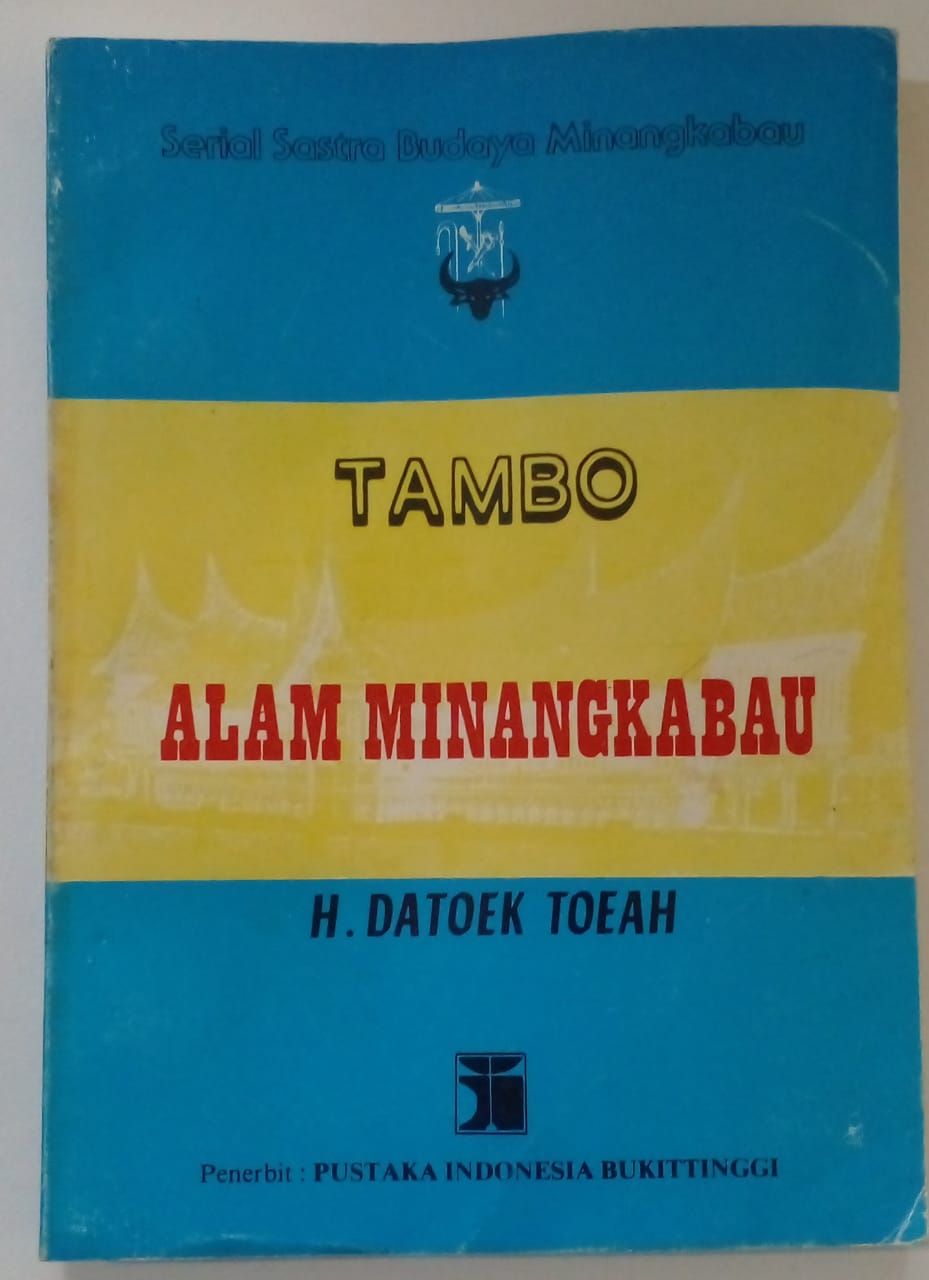 Serial Sastra Budaya Minangkabau
TAMBO
ALAM MINANGKABAU
H. DATOEK TOEAH
Penerbit : PUSTAKA INDONESIA BUKITTINGGI